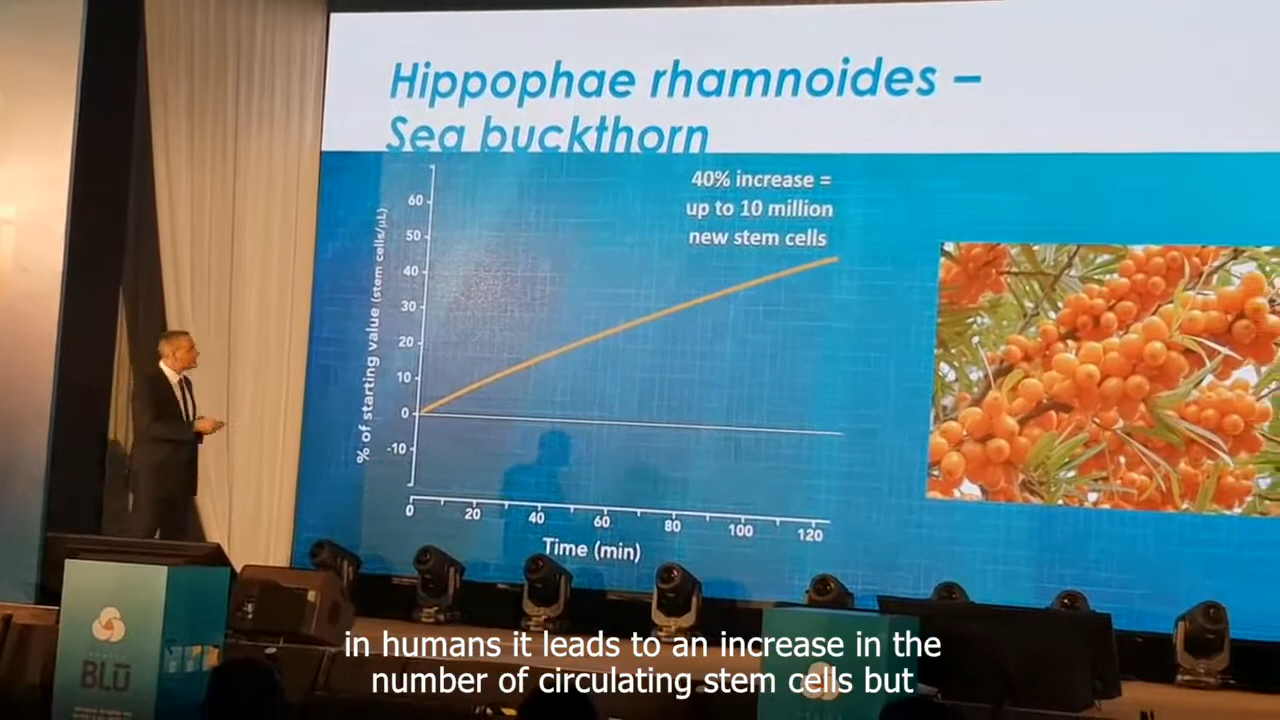 Hippophae rhamnoides –
Sea buckthorn
40% increase =
up to 10 million
new stem cells
% of starting value (stem cells/µL)
60
50
40
30
20
10
0
-10
0 20 40 60 80 100 120
Time (min)
BLŪ
in humans it leads to an increase in the
number of circulating stem cells but